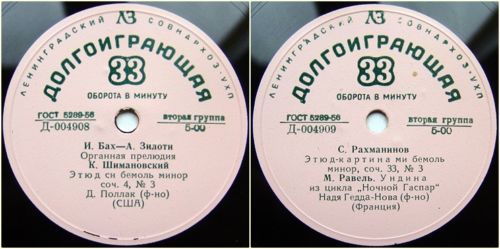 ЛЕНИНГРАДСКИЙ ЛЗ СОВНАРХОЗ-УХП
ДОЛГОИГРАЮЩАЯ
33
ОБОРОТА В МИНУТУ
ГОСТ 5289-56
вторая группа
Д-004908
5-00
И. Бах—А. Зилоти
Органная прелюдия
К. Шимановский
Этюд си бемоль минор
соч. 4, № 3
Д. Поллак (ф-но)
(США)
ЛЕНИНГРАДСКИЙ ЛЗ СОВНАРХОЗ-УХП
ДОЛГОИГРАЮЩАЯ
33
ОБОРОТА В МИНУТУ
ГОСТ 5289-56
вторая группа
Д-004909
5-00
С. Рахманинов
Этюд-картина ми бемоль
минор, соч. 33, № 3
М. Равель. Ундина
из цикла „Ночной Гаспар"
Надя Гедда-Нова (ф-но)
(Франция)